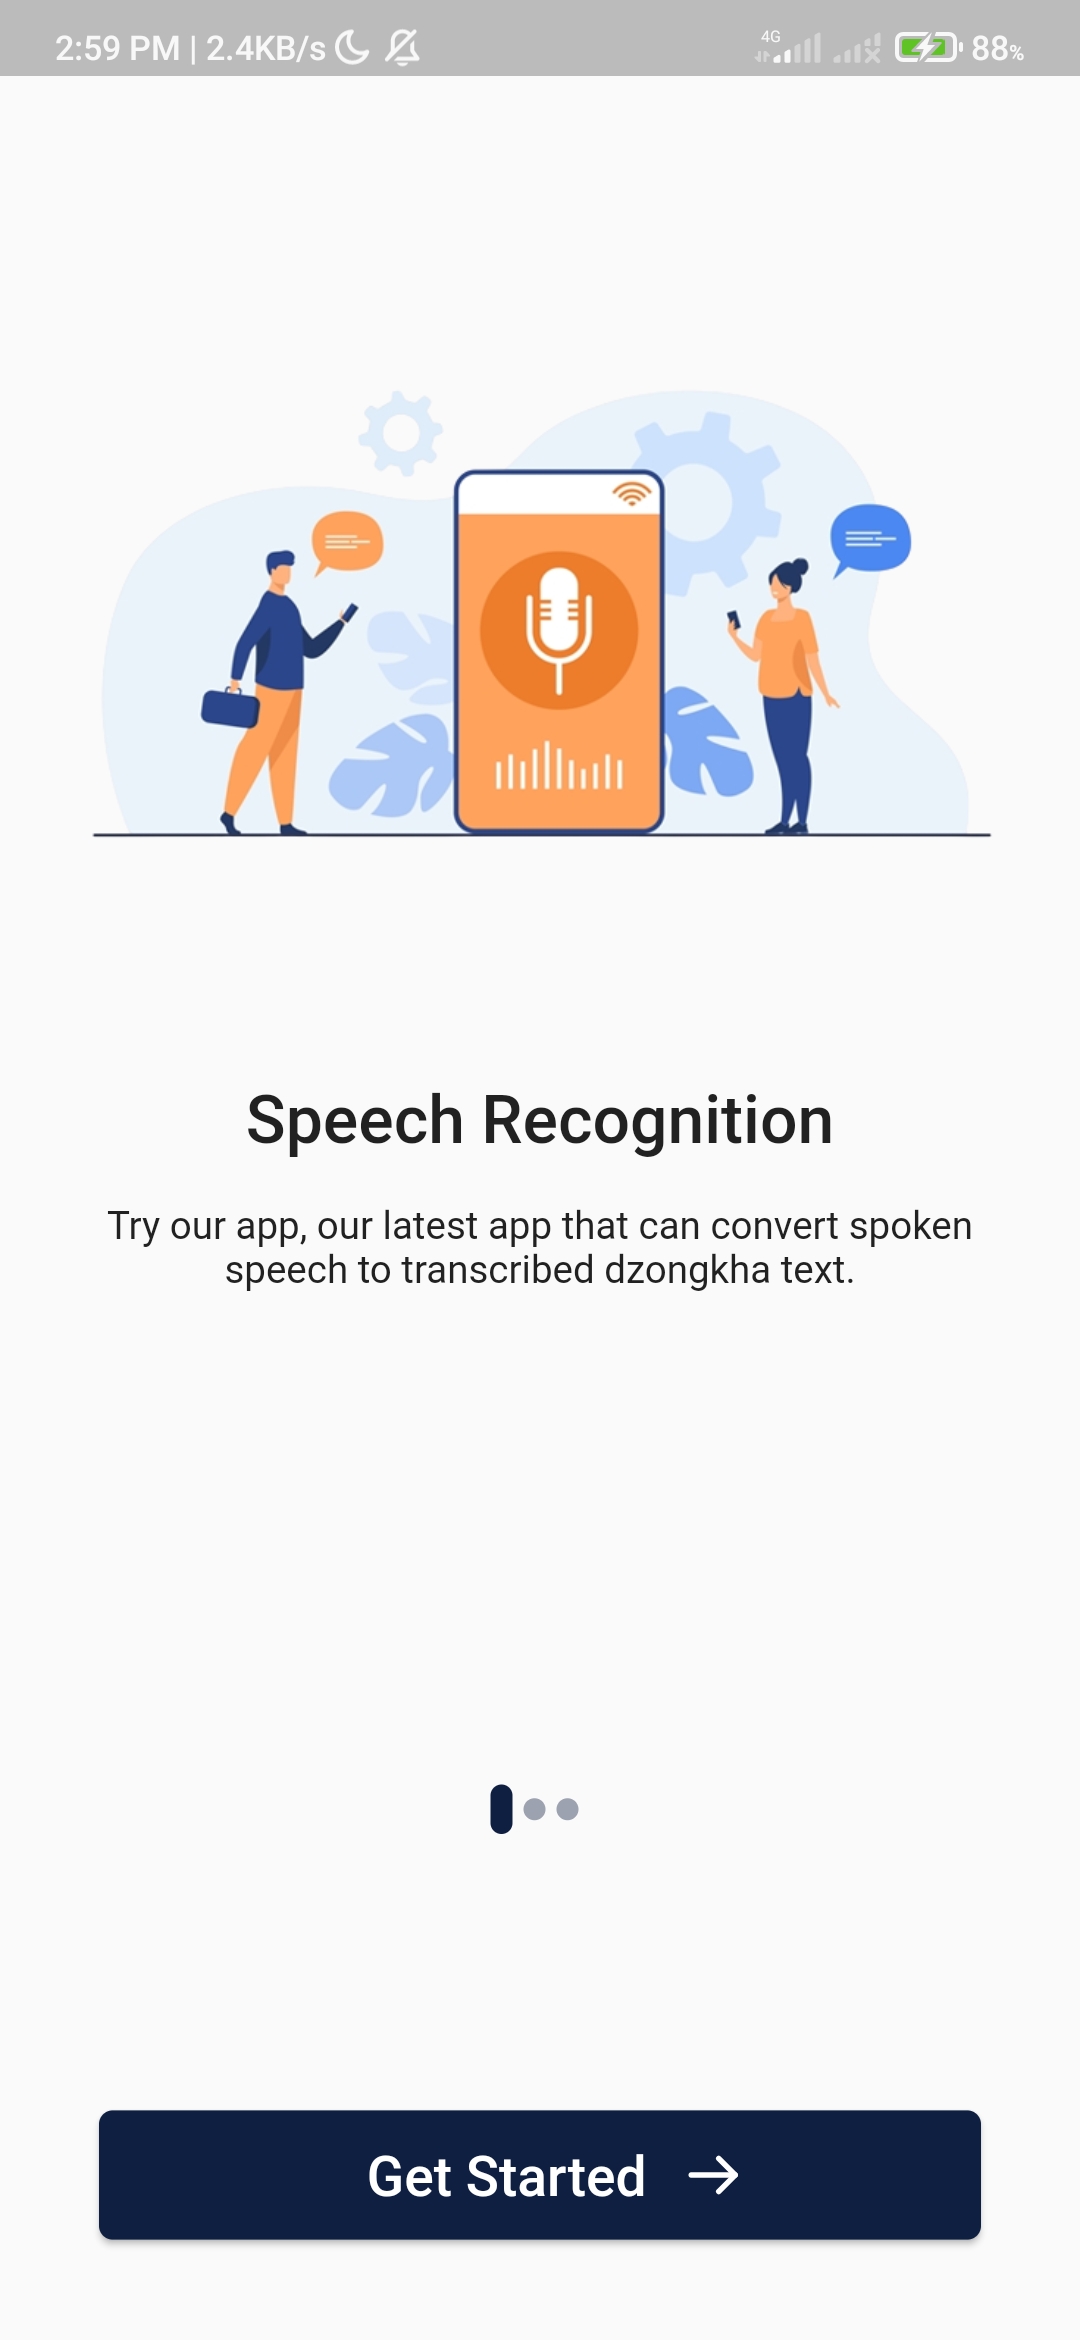 2:59 PM | 2.4KB/s 4G 88%
Speech Recognition
Try our app, our latest app that can convert spoken
speech to transcribed dzongkha text.
Get Started